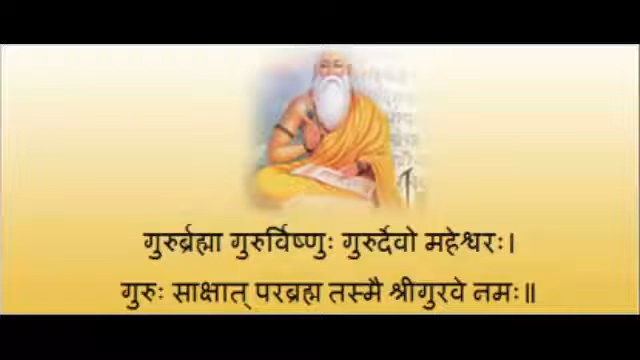 गुरुर्ब्रह्मा गुरुर्विष्णुः गुरुर्देवो महेश्वरः।
गुरुः साक्षात् परब्रह्म तस्मै श्रीगुरवे नमः॥